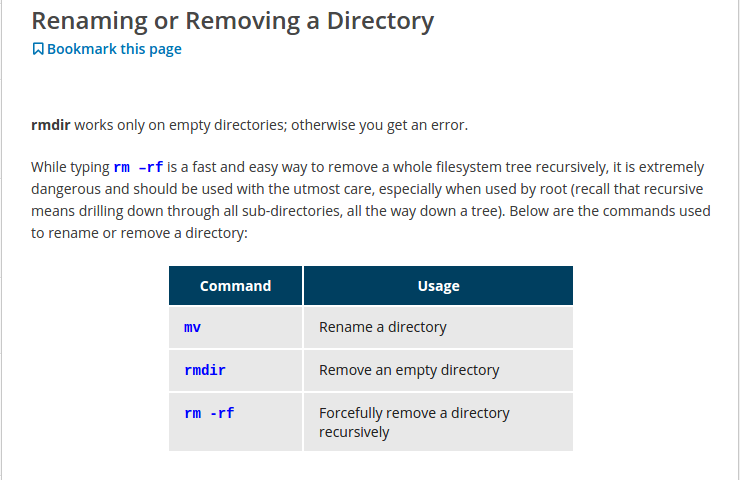 Renaming or Removing a Directory
Bookmark this page
rmdir works only on empty directories; otherwise you get an error.
While typing rm –rf is a fast and easy way to remove a whole filesystem tree recursively, it is extremely
dangerous and should be used with the utmost care, especially when used by root (recall that recursive
means drilling down through all sub-directories, all the way down a tree). Below are the commands used
to rename or remove a directory:
Command Usage
mv Rename a directory
rmdir Remove an empty directory
rm -rf Forcefully remove a directory
recursively